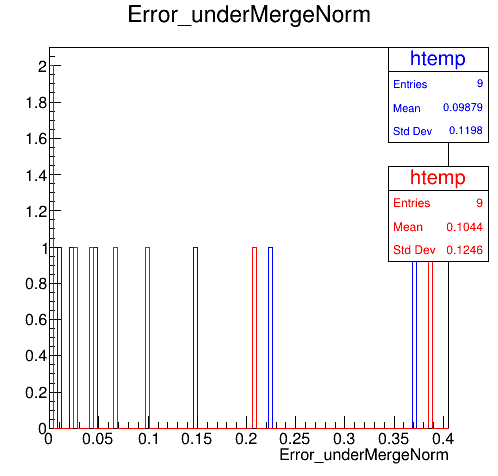 Error_underMergeNorm
htemp
Entries 9
Mean 0.09879
Std Dev 0.1198
htemp
Entries 9
Mean 0.1044
Std Dev 0.1246
2
1.8
1.6
1.4
1.2
1
0.8
0.6
0.4
0.2
0
0 0.05 0.1 0.15 0.2 0.25 0.3 0.35 0.4
Error_underMergeNorm